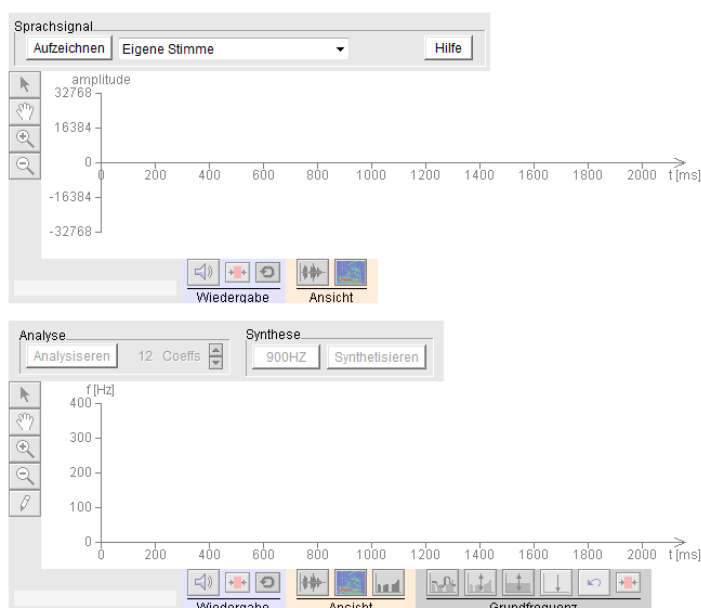 Sprachsignal
Aufzeichnen Eigene Stimme Hilfe
amplitude
32768
16384
0
0 200 400 600 800 1000 1200 1400 1600 1800 2000 t [ms]
-16384
-32768
Wiedergabe Ansicht
Analyse Synthese
Analysiseren 12 Coeffs 900HZ Synthetisieren
f [Hz]
400
300
200
100
0
0 200 400 600 800 1000 1200 1400 1600 1800 2000 t [ms]
Wiedergabe Ansicht Grundfrequenz